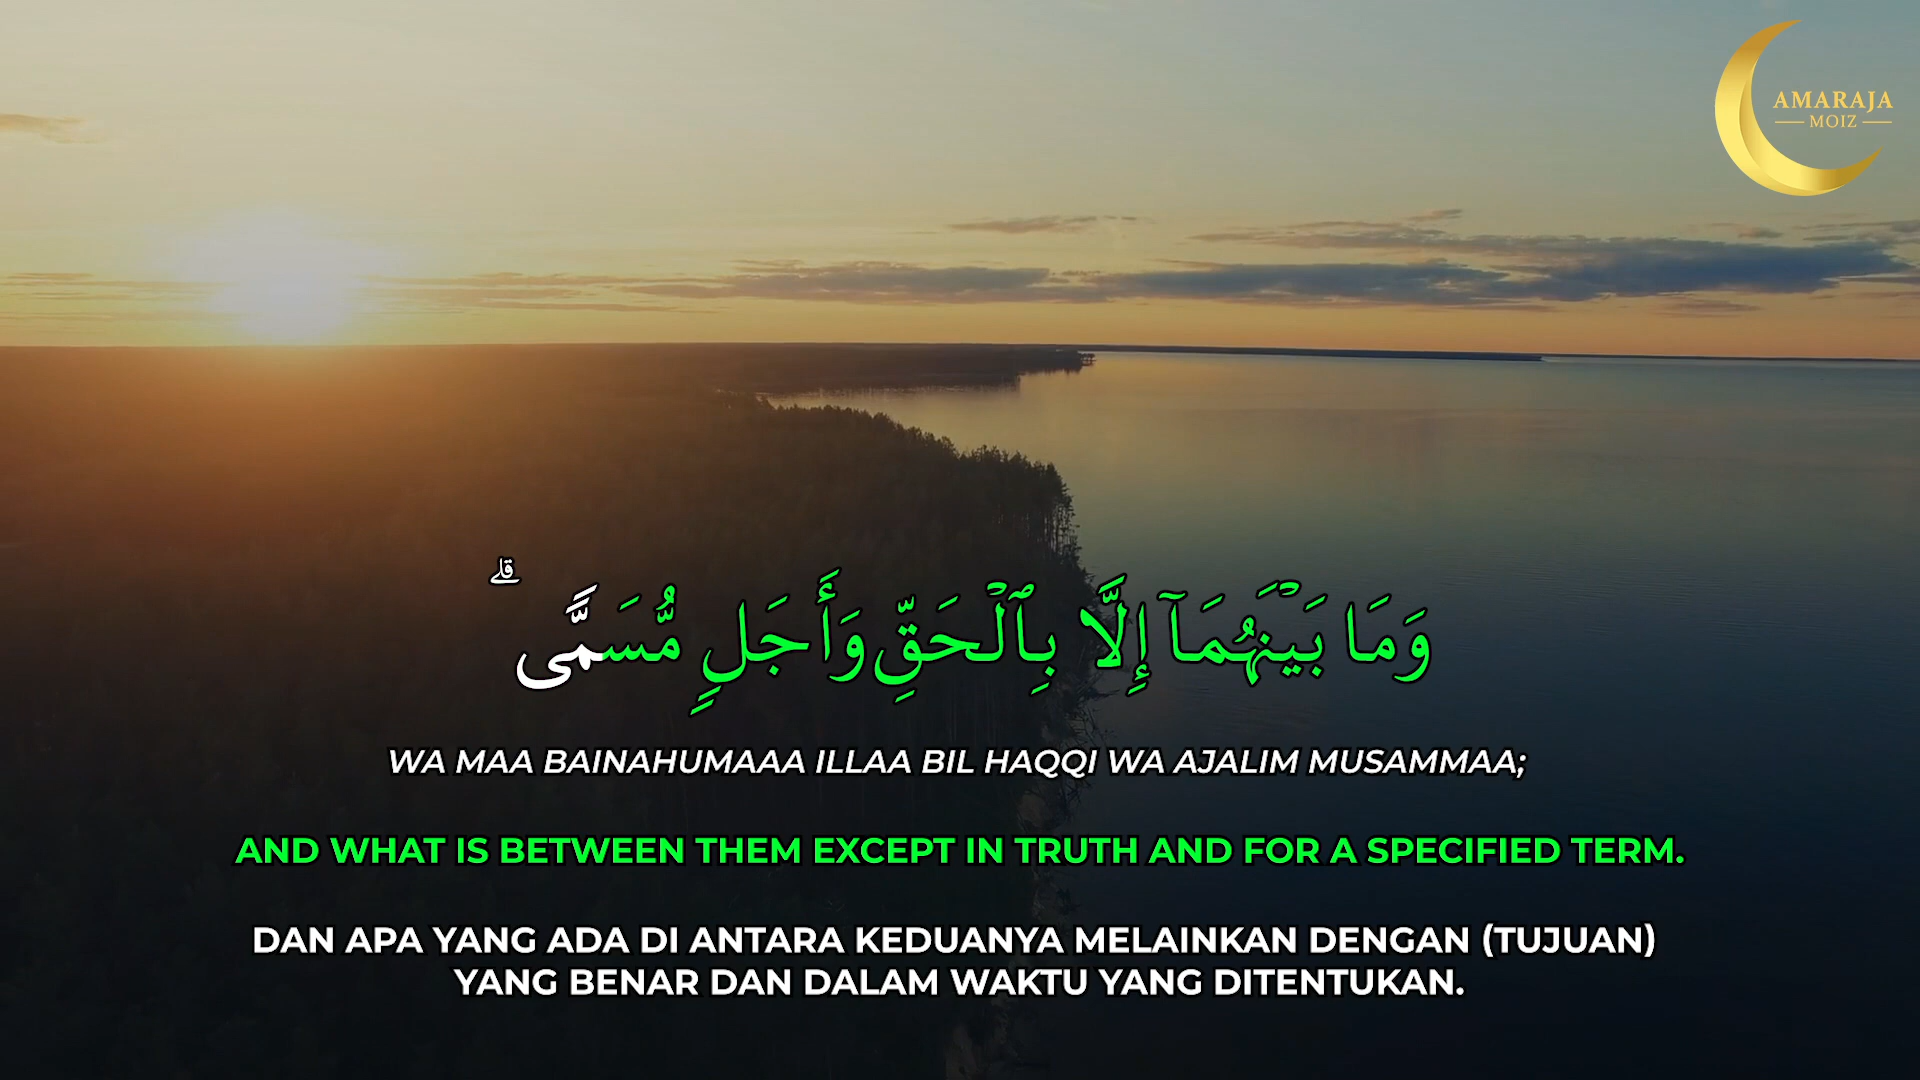 AMARAJA
MOIZ
وَمَا بَيْنَهُمَآ إِلَّا بِٱلْحَقِّ وَأَجَلٍ مُّسَمًّى ۗ
WA MAA BAINAHUMAAA ILLAA BIL HAQQI WA AJALIM MUSAMMAA;
AND WHAT IS BETWEEN THEM EXCEPT IN TRUTH AND FOR A SPECIFIED TERM.
DAN APA YANG ADA DI ANTARA KEDUANYA MELAINKAN DENGAN (TUJUAN)
YANG BENAR DAN DALAM WAKTU YANG DITENTUKAN.